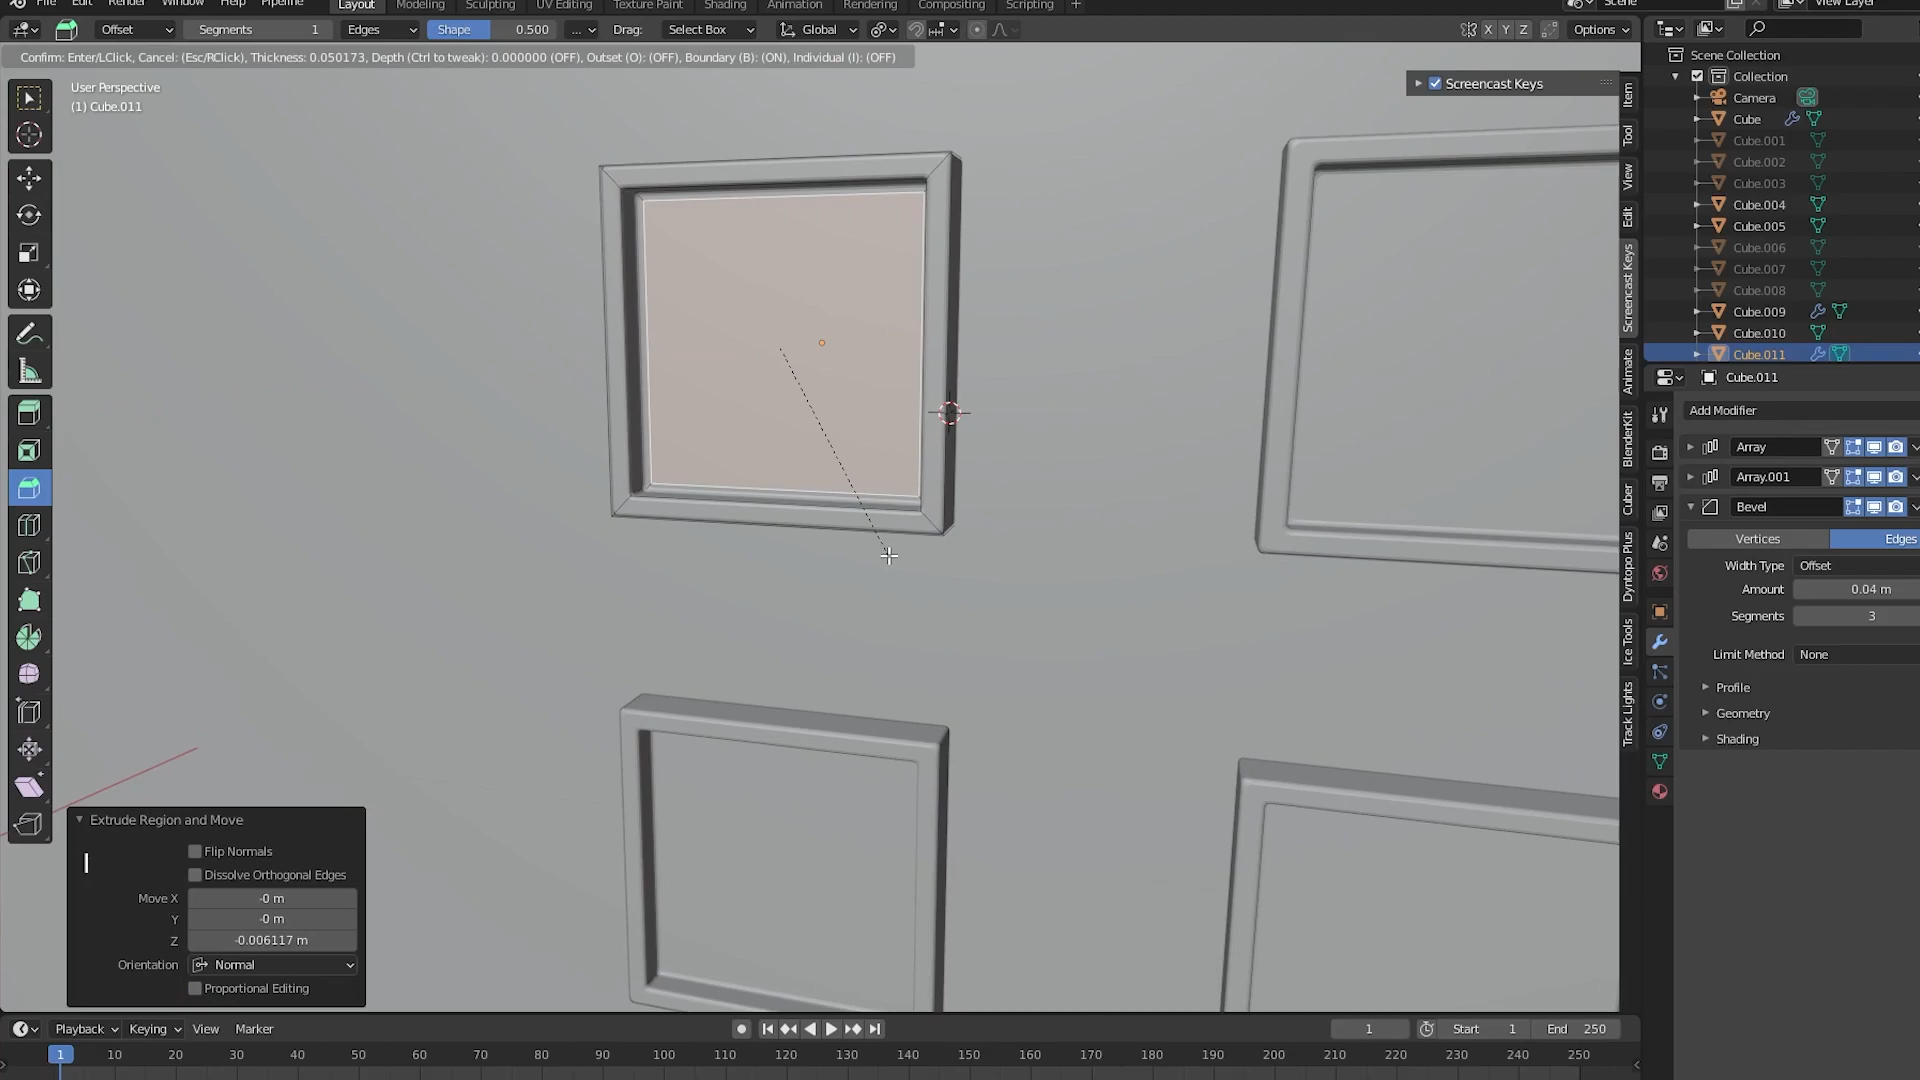 File Edit Render Window Help Pipeline Layout Modeling Sculpting UV Editing Texture Paint Shading Animation Rendering Compositing Scripting + Scene View Layer
Offset Segments 1 Edges Shape 0.500 ... Drag: Select Box Global X Y Z Options
Confirm: Enter/LClick, Cancel: (Esc/RClick), Thickness: 0.050173, Depth (Ctrl to tweak): 0.000000 (OFF), Outset (O): (OFF), Boundary (B): (ON), Individual (I): (OFF)
User Perspective
(1) Cube.011
Screencast Keys
Item
Tool
View
Edit
Screencast Keys
Animate
BlenderKit
Cuber
Dyntopo Plus
Ice Tools
Track Lights
Scene Collection
Collection
Camera
Cube
Cube.001
Cube.002
Cube.003
Cube.004
Cube.005
Cube.006
Cube.007
Cube.008
Cube.009
Cube.010
Cube.011
Cube.011
Add Modifier
Array
Array.001
Bevel
Vertices Edges
Width Type Offset
Amount 0.04 m
Segments 3
Limit Method None
Profile
Geometry
Shading
Extrude Region and Move
Flip Normals
Dissolve Orthogonal Edges
Move X -0 m
Y -0 m
Z -0.006117 m
Orientation Normal
Proportional Editing
Playback Keying View Marker 1 Start 1 End 250
1 10 20 30 40 50 60 70 80 90 100 110 120 130 140 150 160 170 180 190 200 210 220 230 240 250